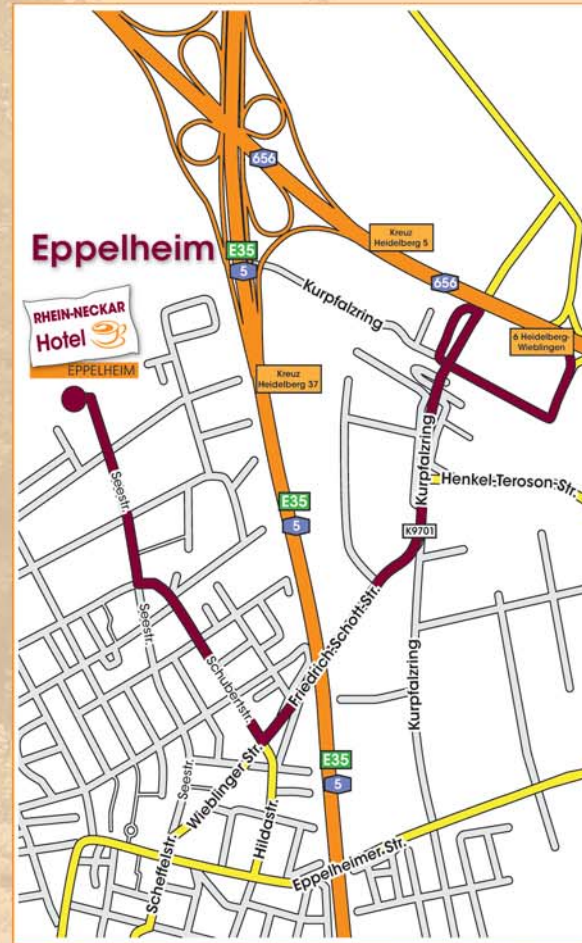 656
Kreuz
Heidelberg 5
Eppelheim
E35
5
656
Kurpfalzring
RHEIN-NECKAR
Hotel
EPPELHEIM
6 Heidelberg-
Wieblingen
Kreuz
Heidelberg 37
Kurpfalzring
Seestr.
Henkel-Teroson-Str.
E35
5
K9701
Seestr.
Friedrich-Schott-Str.
Schubertstr.
Kurpfalzring
Wieblinger Str.
E35
5
Seestr.
Hildastr.
Scheffelstr.
Eppelheimer Str.